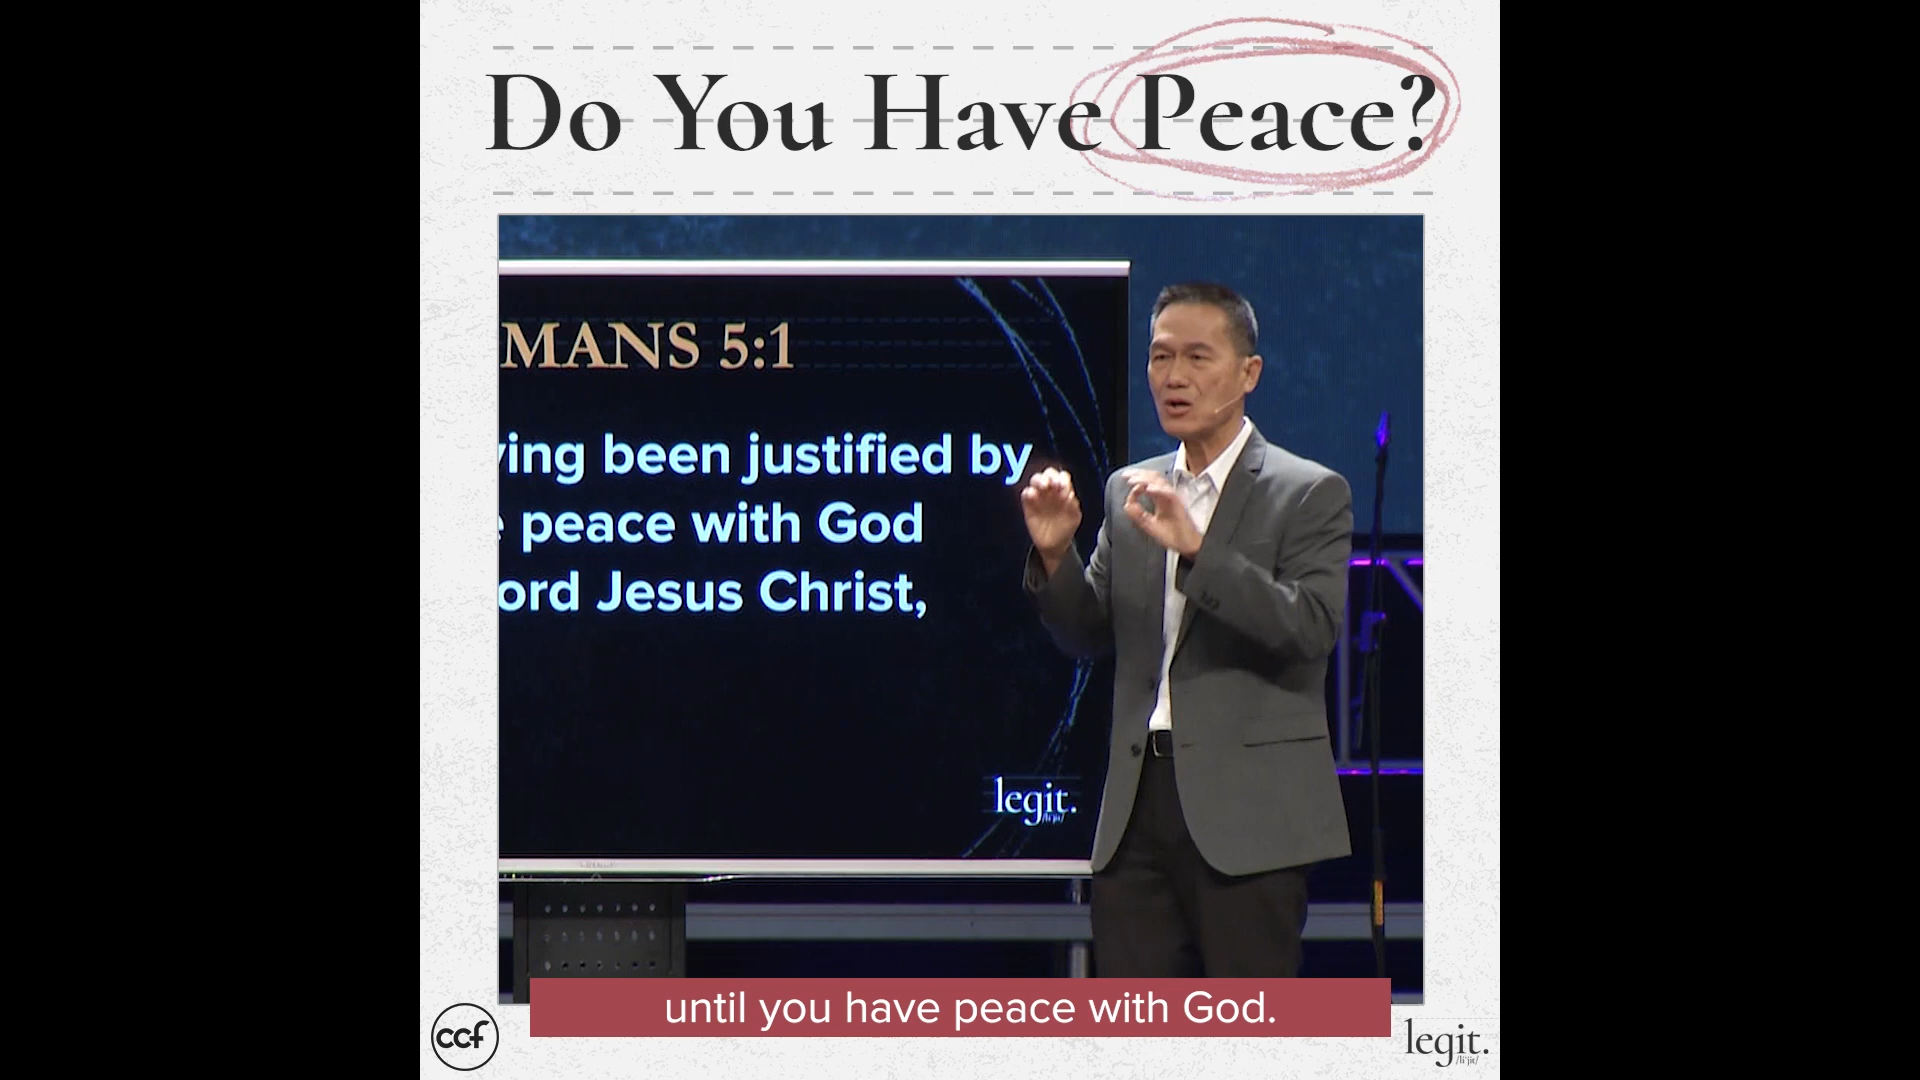 Do You Have Peace?
MANS 5:1
ving been justified by
e peace with God
ord Jesus Christ,
legit.
until you have peace with God.
ccf
legit.
/ləˈjit/